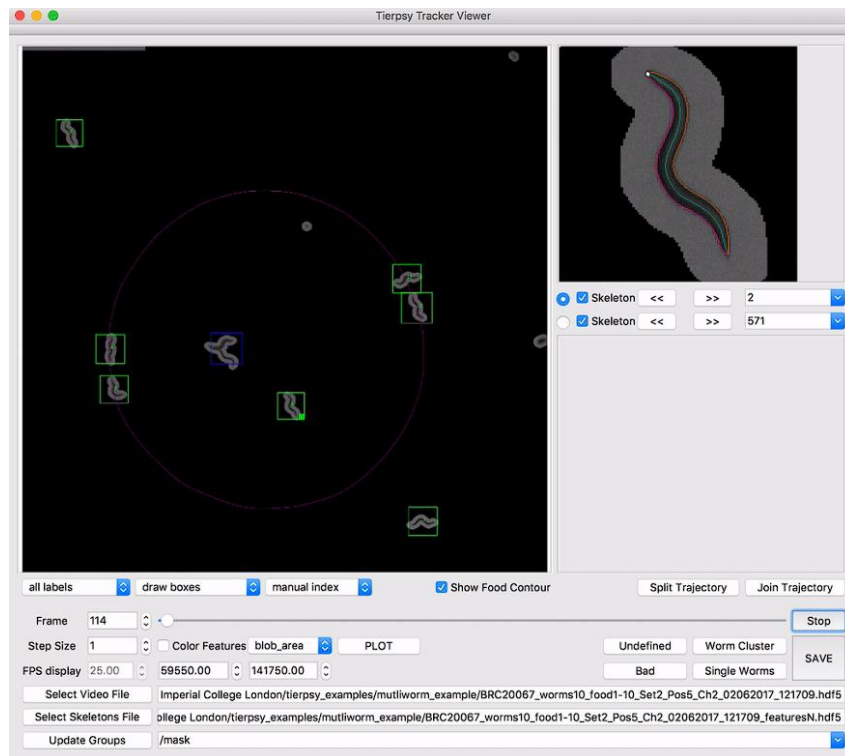 Tierpsy Tracker Viewer
Skeleton << >> 2
Skeleton << >> 571
all labels draw boxes manual index Show Food Contour Split Trajectory Join Trajectory
Frame 114 Stop
Step Size 1 Color Features blob_area PLOT Undefined Worm Cluster SAVE
FPS display 25.00 59550.00 141750.00 Bad Single Worms
Select Video File Imperial College London/tierpsy_examples/mutliworm_example/BRC20067_worms10_food1-10_Set2_Pos5_Ch2_02062017_121709.hdf5
Select Skeletons File ollege London/tierpsy_examples/mutliworm_example/BRC20067_worms10_food1-10_Set2_Pos5_Ch2_02062017_121709_featuresN.hdf5
Update Groups /mask